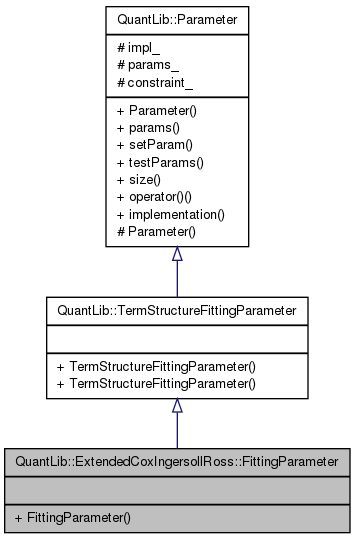 QuantLib::Parameter
# impl_
# params_
# constraint_
+ Parameter()
+ params()
+ setParam()
+ testParams()
+ size()
+ operator()()
+ implementation()
# Parameter()
QuantLib::TermStructureFittingParameter
+ TermStructureFittingParameter()
+ TermStructureFittingParameter()
QuantLib::ExtendedCoxIngersollRoss::FittingParameter
+ FittingParameter()